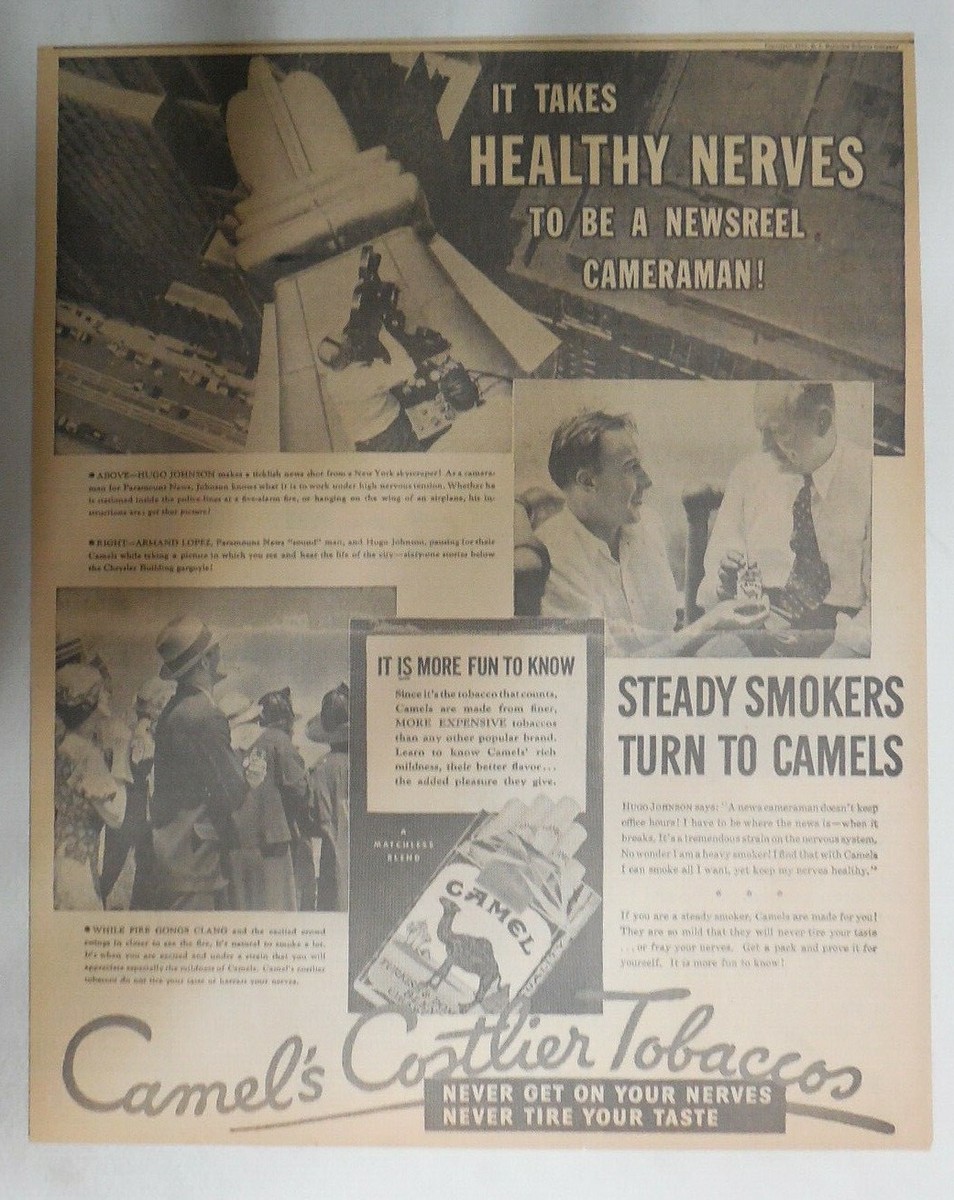 IT TAKES
HEALTHY NERVES
TO BE A NEWSREEL
CAMERAMAN!
ABOVE—HUGO JOHNSON makes a ticklish news shot from a New York skyscraper! As a camera-
man for Paramount News, Johnson knows what it is to work under high nervous tension. Whether he
is stationed inside the police lines at a five-alarm fire, or hanging on the wing of an airplane, his in-
structions are: get that picture!
RIGHT—ARMAND LOPEZ, Paramount News "sound" man, and Hugo Johnson, pausing for their
Camels while taking a picture in which you see and hear the life of the city—sixty-one stories below
the Chrysler Building gargoyle!
IT IS MORE FUN TO KNOW
Since it's the tobacco that counts,
Camels are made from finer,
MORE EXPENSIVE tobaccos
than any other popular brand.
Learn to know Camels' rich
mildness, their better flavor...
the added pleasure they give.
A
MATCHLESS
BLEND
CAMEL
STEADY SMOKERS
TURN TO CAMELS
HUGO JOHNSON says: "A news cameraman doesn't keep
office hours! I have to be where the news is—when it
breaks. It's a tremendous strain on the nervous system.
No wonder I am a heavy smoker! I find that with Camels
I can smoke all I want, yet keep my nerves healthy."
If you are a steady smoker, Camels are made for you!
They are so mild that they will never tire your taste
...or fray your nerves. Get a pack and prove it for
yourself. It is more fun to know!
WHILE FIRE GONGS CLANG and the excited crowd
swings in closer to see the fire, it's natural to smoke a lot.
It's when you are excited and under a strain that you will
appreciate especially the mildness of Camels. Camel's costlier
tobaccos do not tire your taste or harass your nerves.
Camel's Costlier Tobaccos
NEVER GET ON YOUR NERVES
NEVER TIRE YOUR TASTE